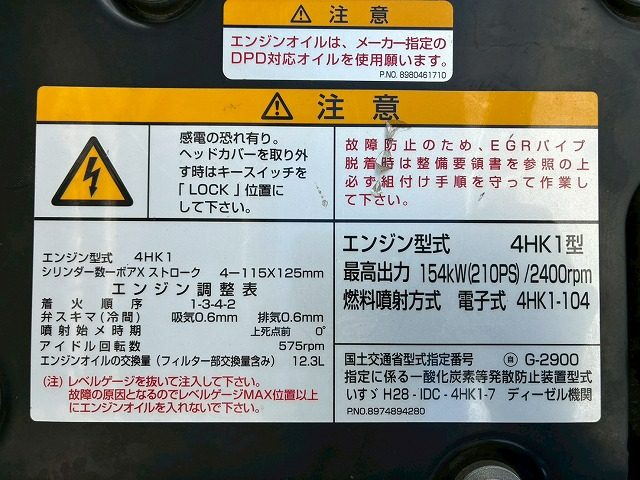 注意
エンジンオイルは、メーカー指定の
DPD対応オイルを使用願います。
P.NO. 8980461710
注意
感電の恐れ有り。
ヘッドカバーを取り外
す時はキースイッチを
「LOCK」位置に
して下さい。
故障防止のため、EGRパイプ
脱着時は整備要領書を参照の上
必ず組付け手順を守って作業し
て下さい。
エンジン型式 4HK1
シリンダー数ーボアXストローク 4ー115X125mm
エンジン調整表
着火順序 1-3-4-2
弁スキマ(冷間) 吸気0.6mm 排気0.6mm
噴射始メ時期 上死点前 0°
アイドル回転数 575rpm
エンジンオイルの交換量(フィルター部交換量含み) 12.3L
(注)レベルゲージを抜いて注入して下さい。
故障の原因となるのでレベルゲージMAX位置以上
にエンジンオイルを入れないで下さい。
エンジン型式 4HK1型
最高出力 154kW(210PS)/2400rpm
燃料噴射方式 電子式 4HK1-104
国土交通省型式指定番号 自 G-2900
指定に係る一酸化炭素等発散防止装置型式
いすゞH28-IDC-4HK1-7 ディーゼル機関
P.NO.8974894280